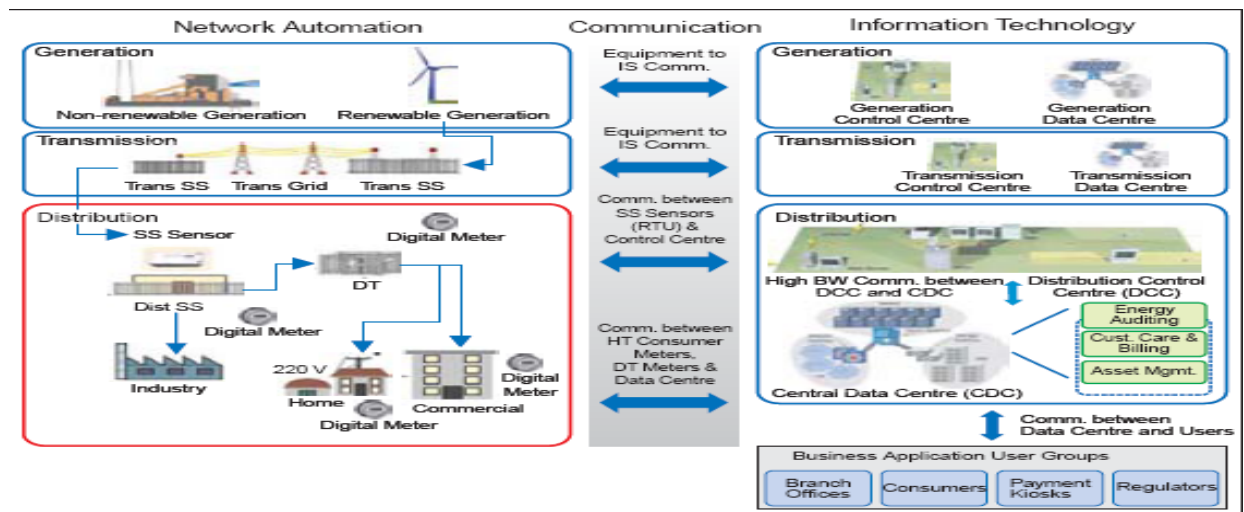 Network Automation
Communication
Information Technology
Generation
Non-renewable Generation
Renewable Generation
Transmission
Trans SS
Trans Grid
Trans SS
Distribution
SS Sensor
Digital Meter
DT
Dist SS
Digital Meter
Industry
220 V
Home
Digital Meter
Commercial
Digital
Meter
Equipment to
IS Comm.
Equipment to
IS Comm.
Comm. between
SS Sensors
(RTU) &
Control Centre
Comm. between
HT Consumer
Meters,
DT Meters &
Data Centre
Generation
Generation
Control Centre
Generation
Data Centre
Transmission
Transmission
Control Centre
Transmission
Data Centre
Distribution
High BW Comm. between
DCC and CDC
Distribution Control
Centre (DCC)
Energy
Auditing
Cust. Care &
Billing
Asset Mgmt.
Central Data Centre (CDC)
Comm. between
Data Centre and Users
Business Application User Groups
Branch
Offices
Consumers
Payment
Kiosks
Regulators